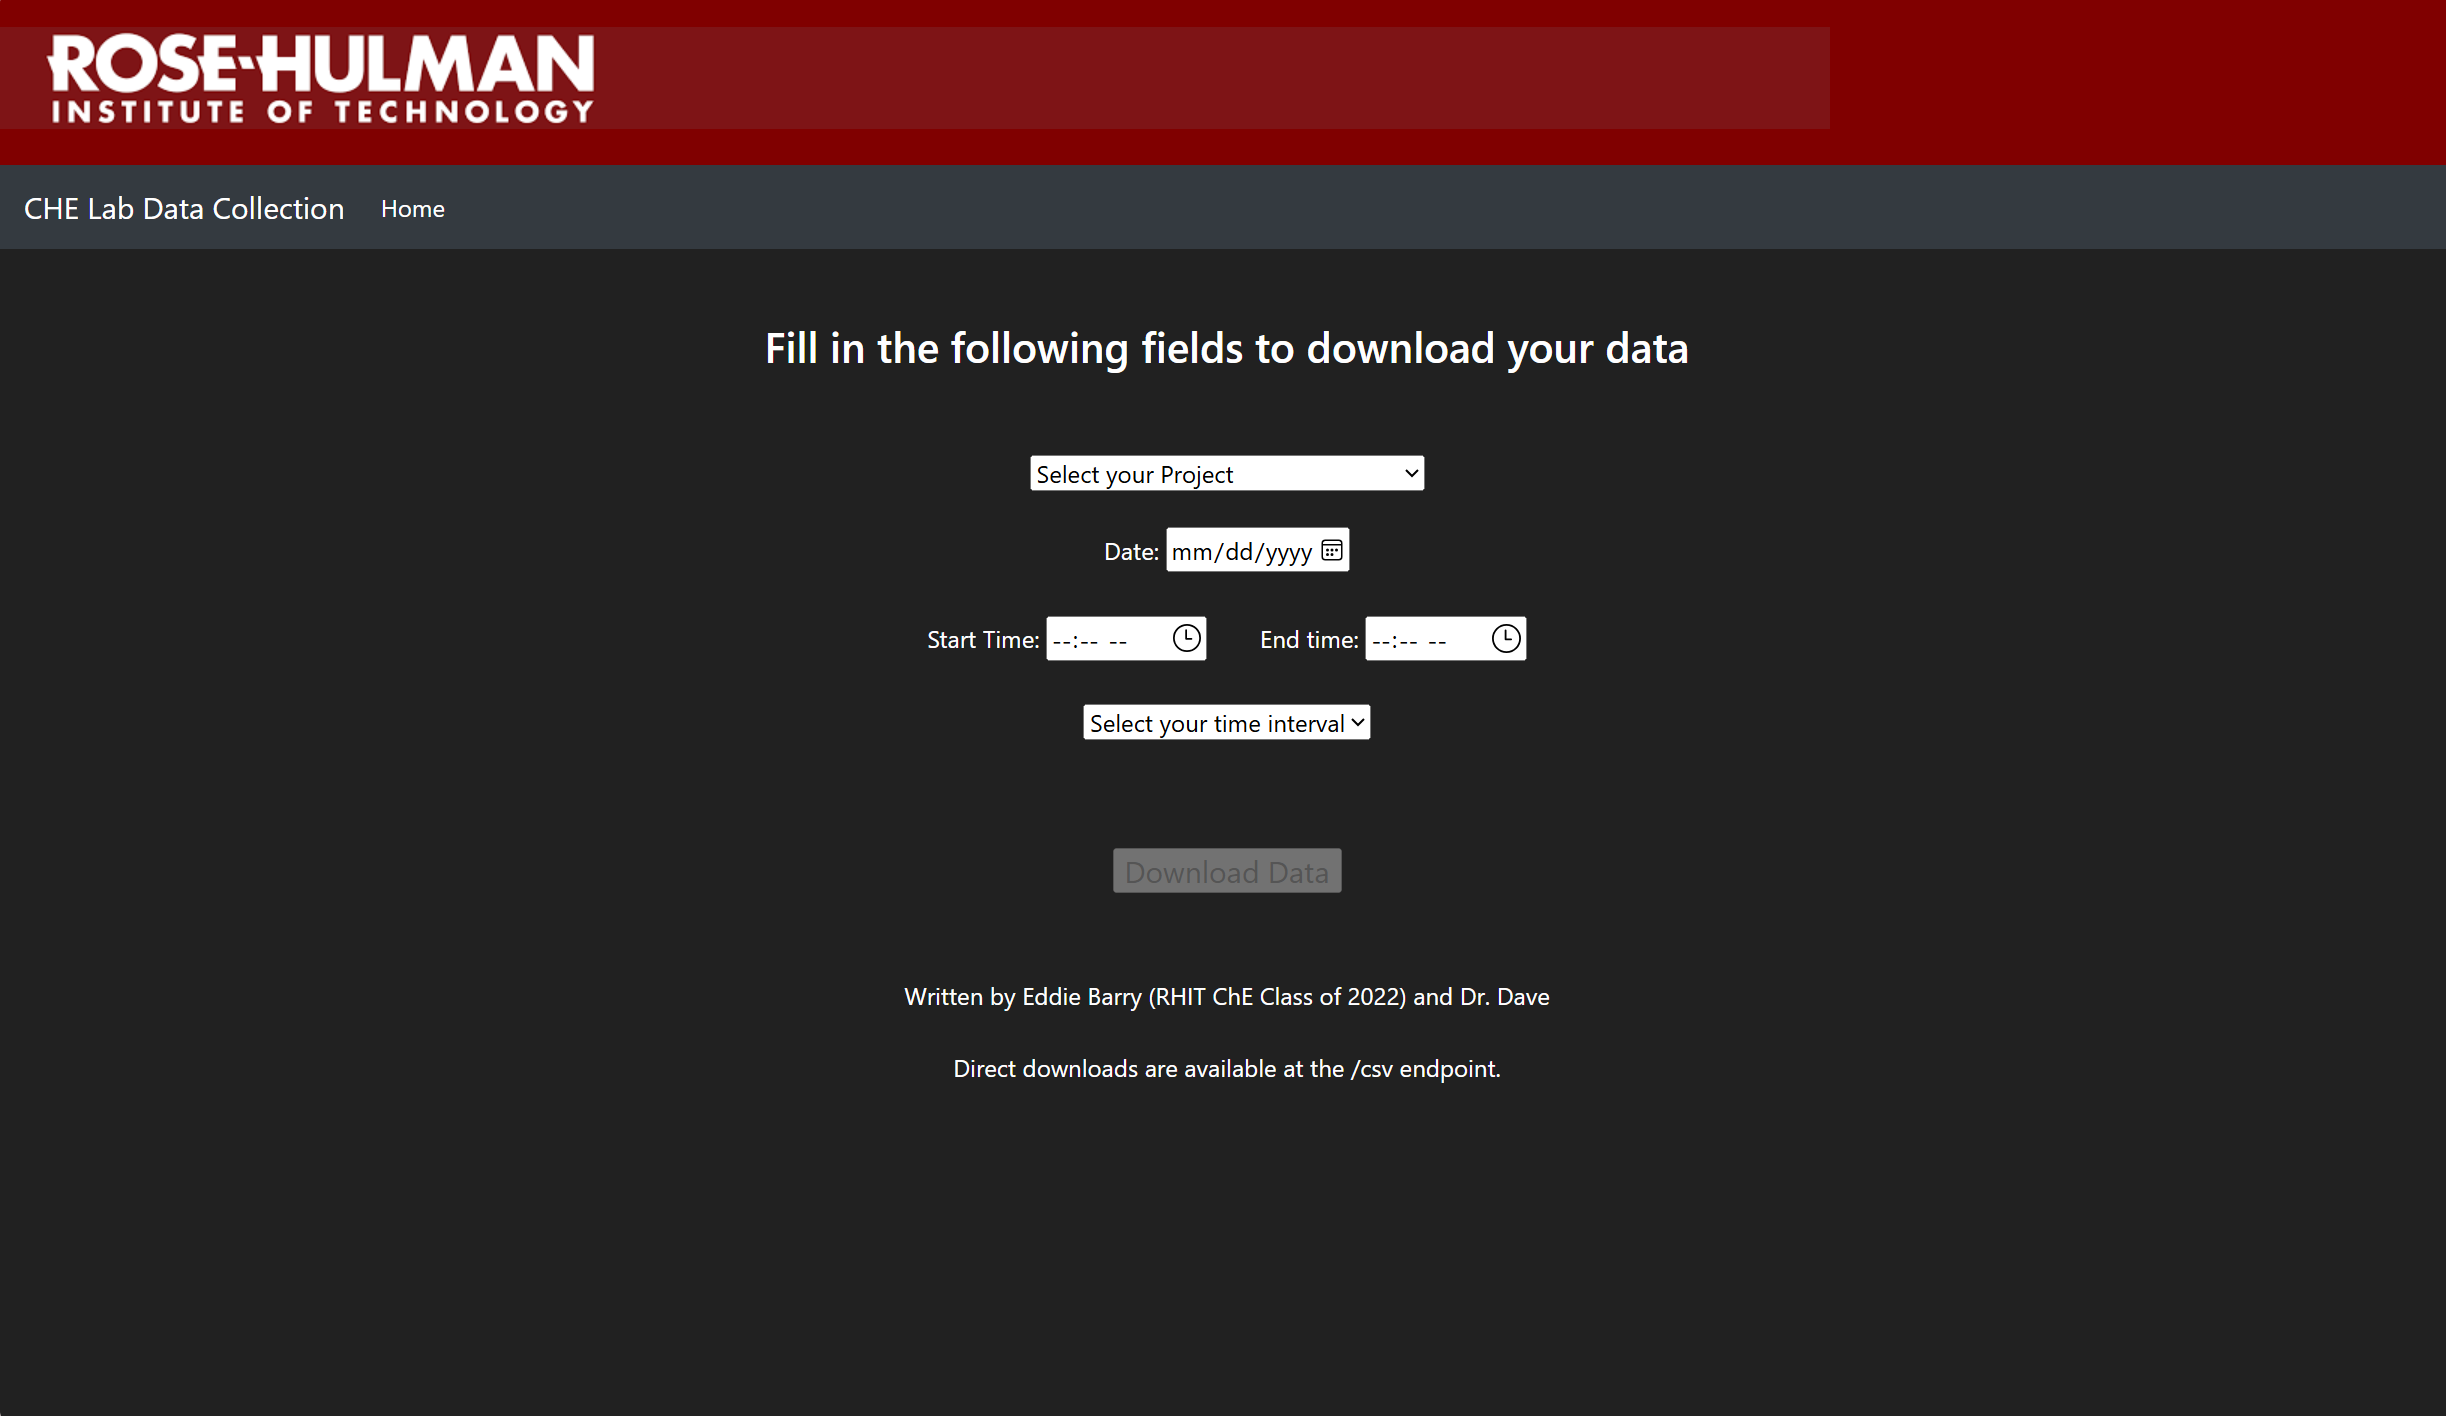 ROSE-HULMAN
INSTITUTE OF TECHNOLOGY
CHE Lab Data Collection Home
Fill in the following fields to download your data
Select your Project
Date: mm/dd/yyyy
Start Time: --:-- -- End time: --:-- --
Select your time interval
Download Data
Written by Eddie Barry (RHIT ChE Class of 2022) and Dr. Dave
Direct downloads are available at the /csv endpoint.